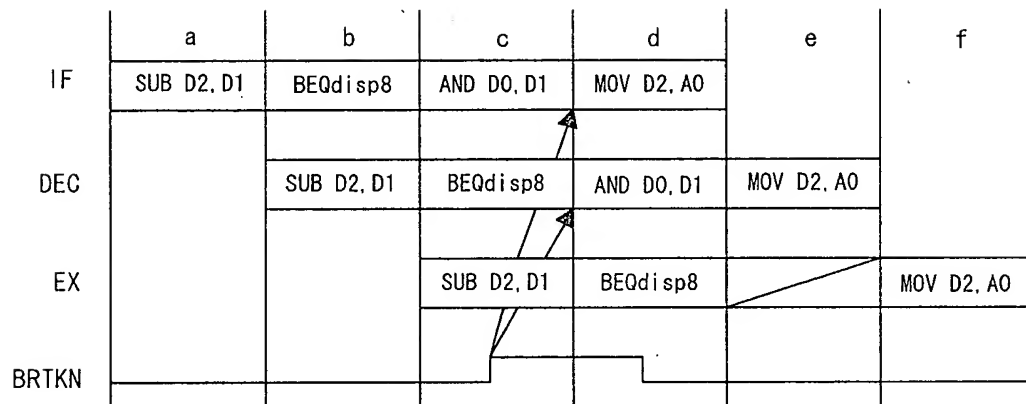 a b c d e f
IF SUB D2,D1 BEQdisp8 AND D0,D1 MOV D2,A0
DEC SUB D2,D1 BEQdisp8 AND D0,D1 MOV D2,A0
EX SUB D2,D1 BEQdisp8 MOV D2,A0
BRTKN